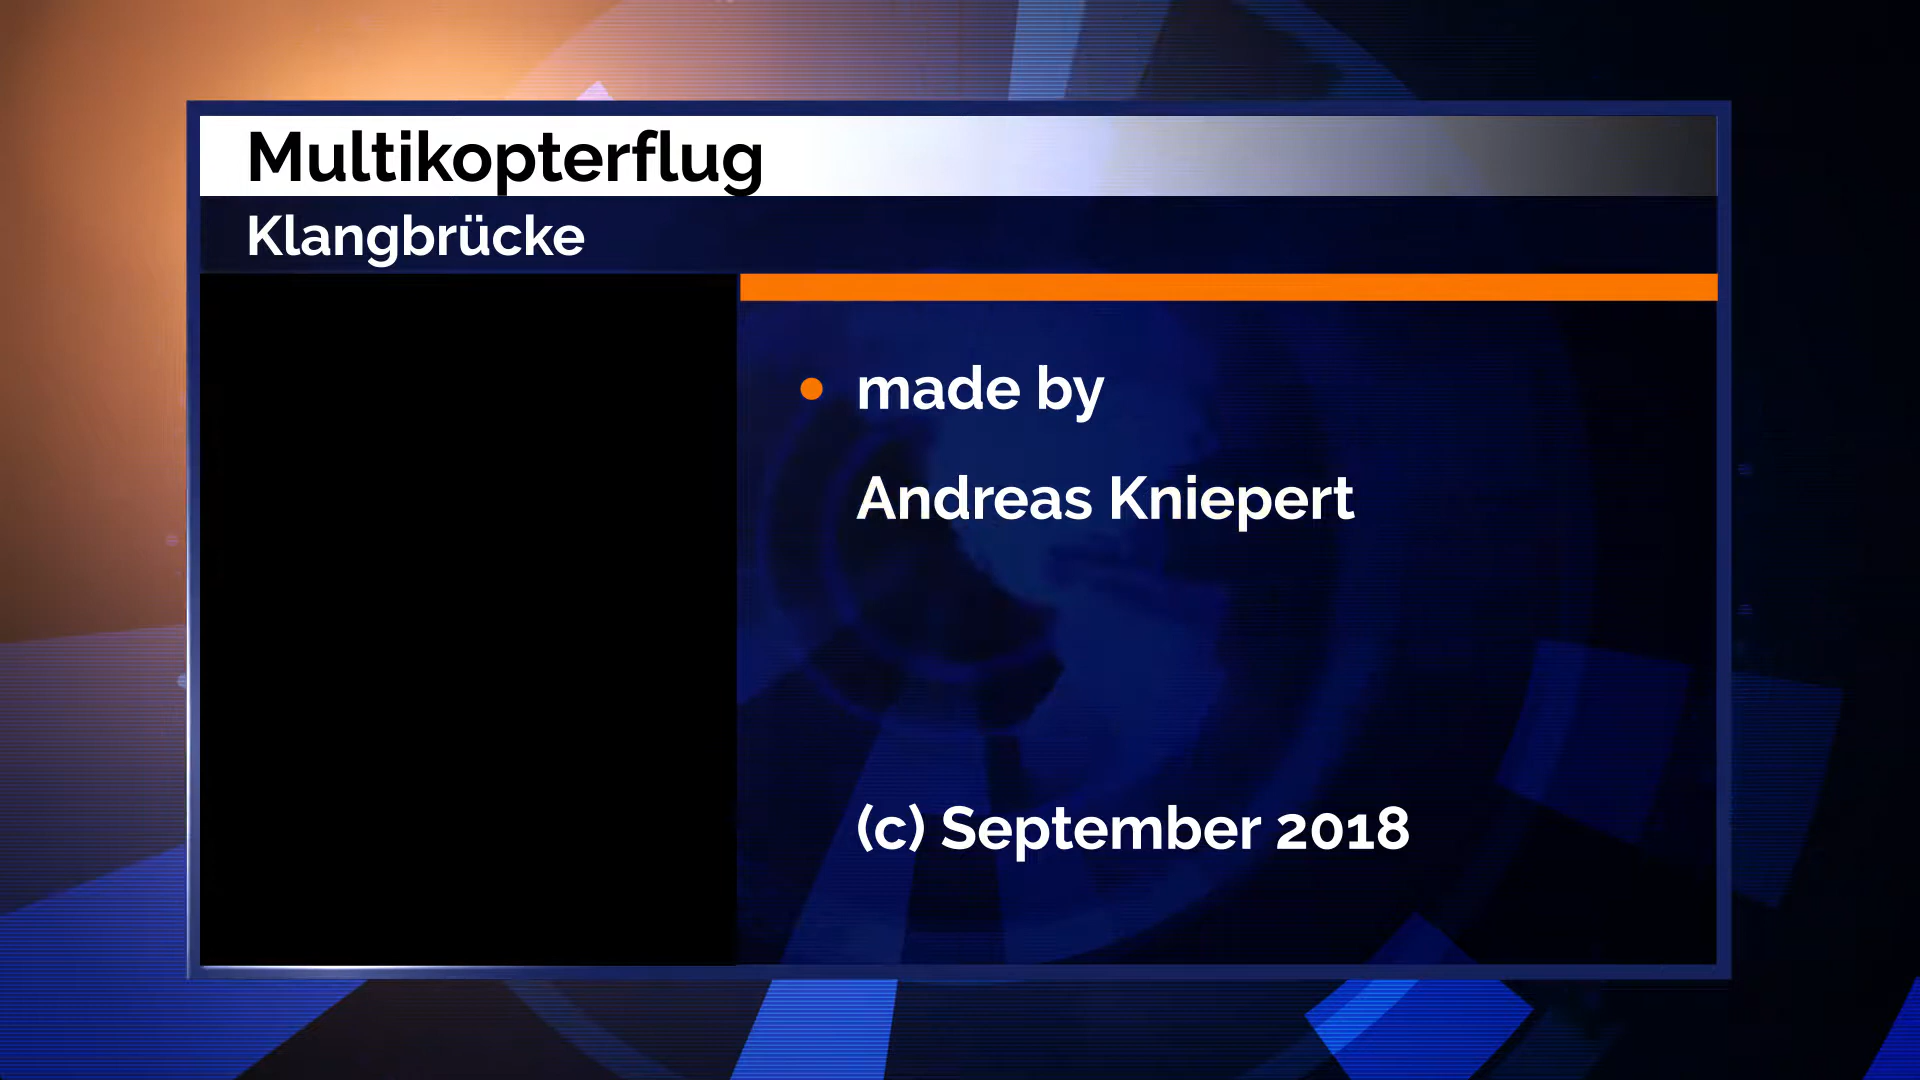 Multikopterflug
Klangbrücke
• made by
Andreas Kniepert
(c) September 2018